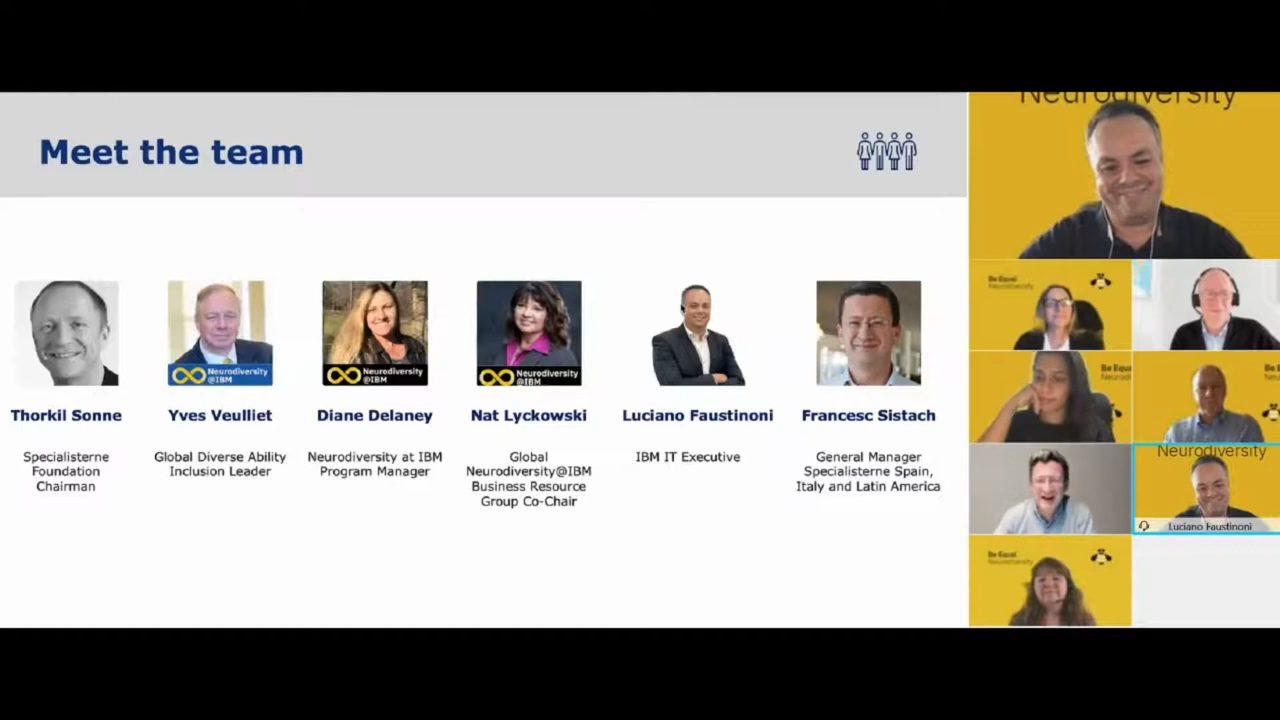 Meet the team
Neurodiversity
@IBM
Neurodiversity
@IBM
Neurodiversity
@IBM
Thorkil Sonne
Yves Veulliet
Diane Delaney
Nat Lyckowski
Luciano Faustinoni
Francesc Sistach
Specialisterne
Foundation
Chairman
Global Diverse Ability
Inclusion Leader
Neurodiversity at IBM
Program Manager
Global
Neurodiversity@IBM
Business Resource
Group Co-Chair
IBM IT Executive
General Manager
Specialisterne Spain,
Italy and Latin America
Neurodiversity
Be Equal
Neurodiversity
Be Equa
Neurodi
Be E
Neurodiversity
Luciano Faustinoni
Be Equal
Neurodiversity